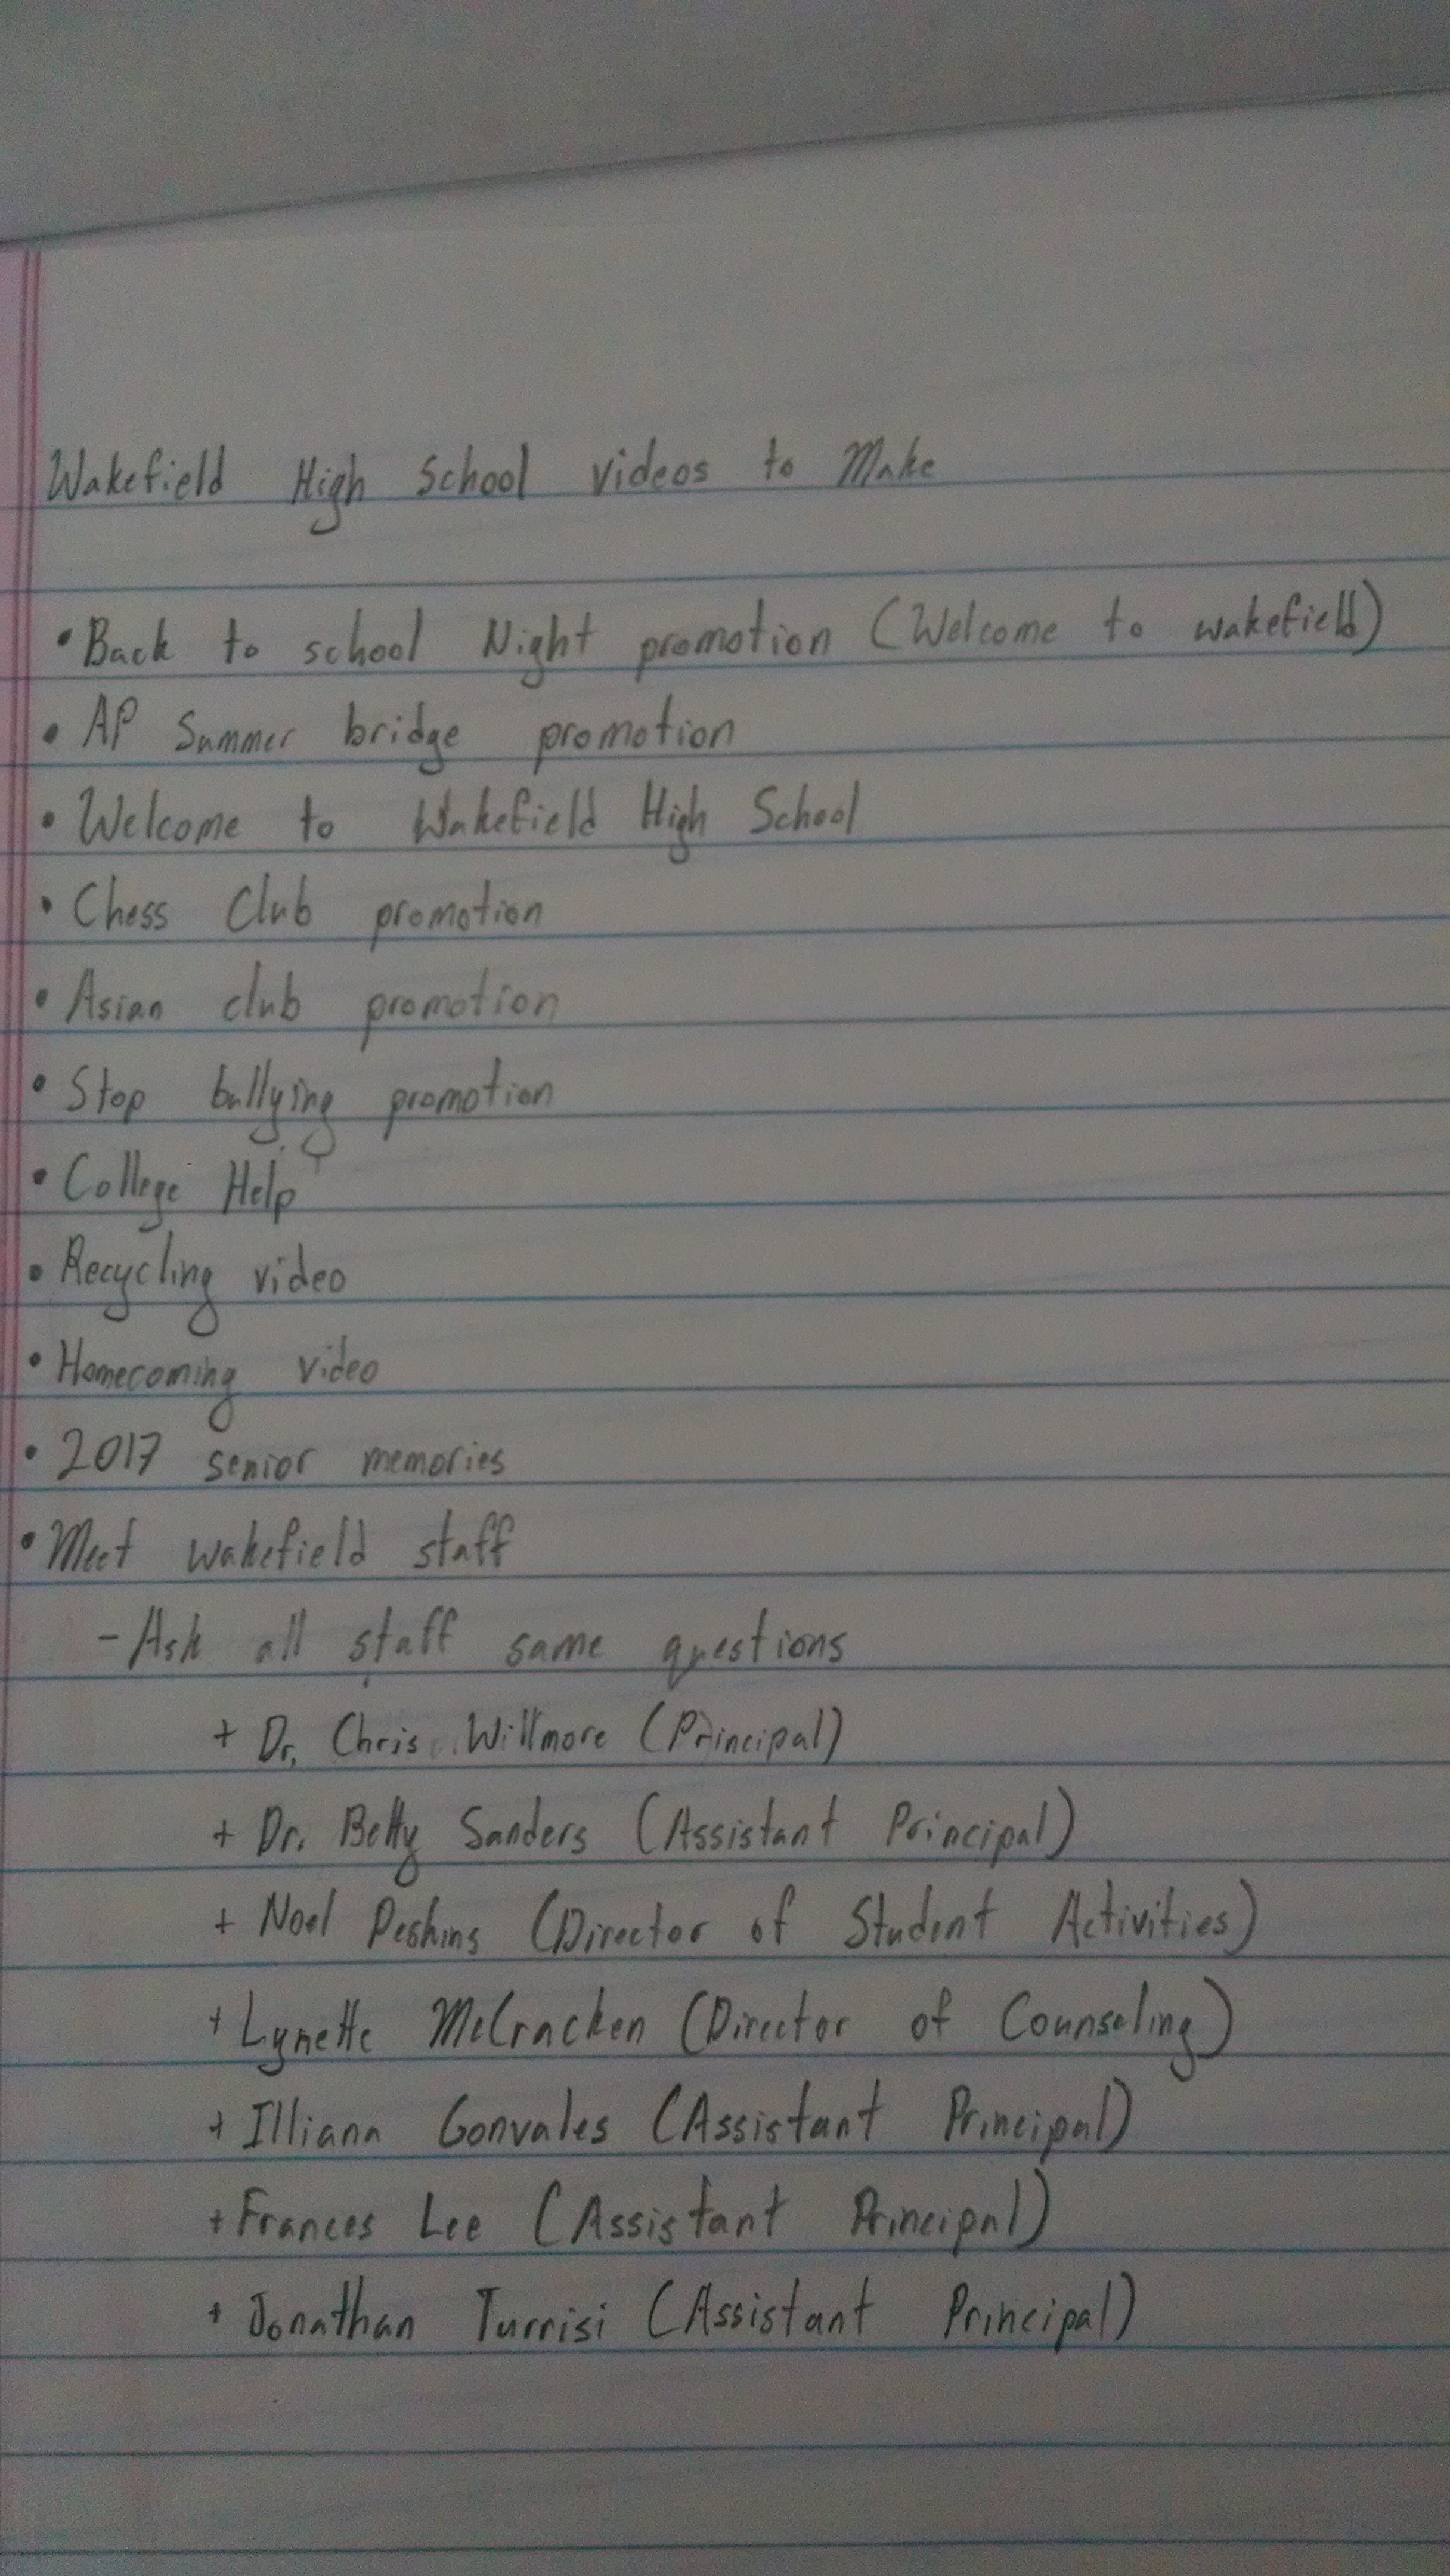 Wakefield High School videos to Make
• Back to school Night promotion (Welcome to wakefield)
• AP Summer bridge promotion
• Welcome to Wakefield High School
• Chess Club promotion
• Asian club promotion
• Stop bullying promotion
• College Help
• Recycling video
• Homecoming video
• 2017 senior memories
• Meet wakefield staff
- Ask all staff same questions
+ Dr. Chris Willmore (Principal)
+ Dr. Betty Sanders (Assistant Principal)
+ Noel Deskins (Director of Student Activities)
+ Lynette McCracken (Director of Counseling)
+ Illiana Gonvales (Assistant Principal)
+ Frances Lee (Assistant Principal)
+ Jonathan Turrisi (Assistant Principal)